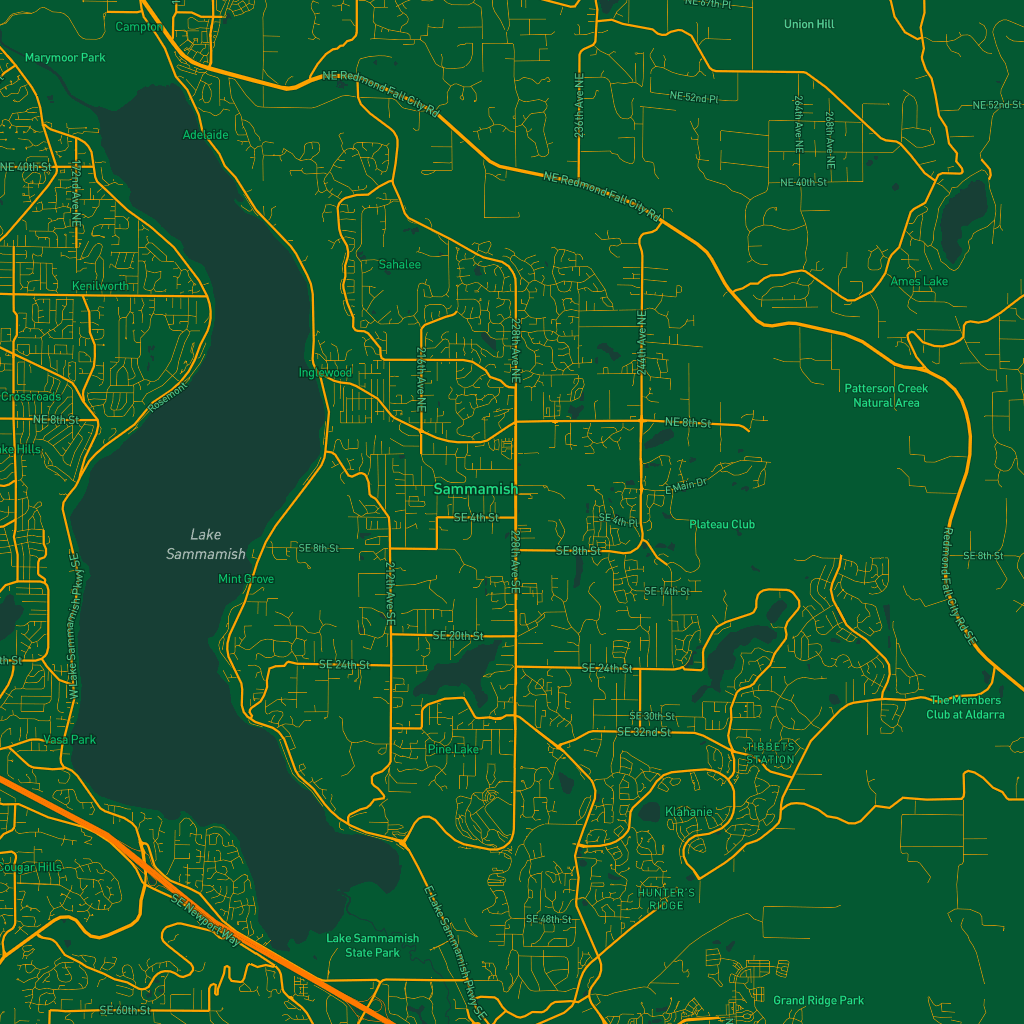 Campton
Union Hill
NE 67th Pl
Marymoor Park
NE Redmond Fall City Rd
236th Ave NE
NE 52nd Pl
264th Ave NE
268th Ave NE
NE 52nd St
Adelaide
NE 40th St
172nd Ave NE
NE Redmond Fall City Rd
NE 40th St
Sahalee
Kenilworth
Ames Lake
228th Ave NE
244th Ave NE
216th Ave NE
Inglewood
Rosemont
Crossroads
Patterson Creek
Natural Area
NE 8th St
NE 8th St
ke Hills
Sammamish
E Main Dr
SE 4th St
SE 4th Pl
Plateau Club
Lake
Sammamish
SE 8th St
228th Ave SE
SE 8th St
SE 8th St
Redmond Fall City Rd SE
Mint Grove
212th Ave SE
SE 14th St
W Lake Sammamish Pkwy SE
SE 20th St
th St
SE 24th St
SE 24th St
The Members
Club at Aldarra
SE 30th St
SE 32nd St
Vasa Park
Pine Lake
TIBBETS
STATION
Klahanie
Cougar Hills
HUNTER'S
RIDGE
SE Newport Way
E Lake Sammamish Pkwy SE
SE 48th St
Lake Sammamish
State Park
Grand Ridge Park
SE 60th St